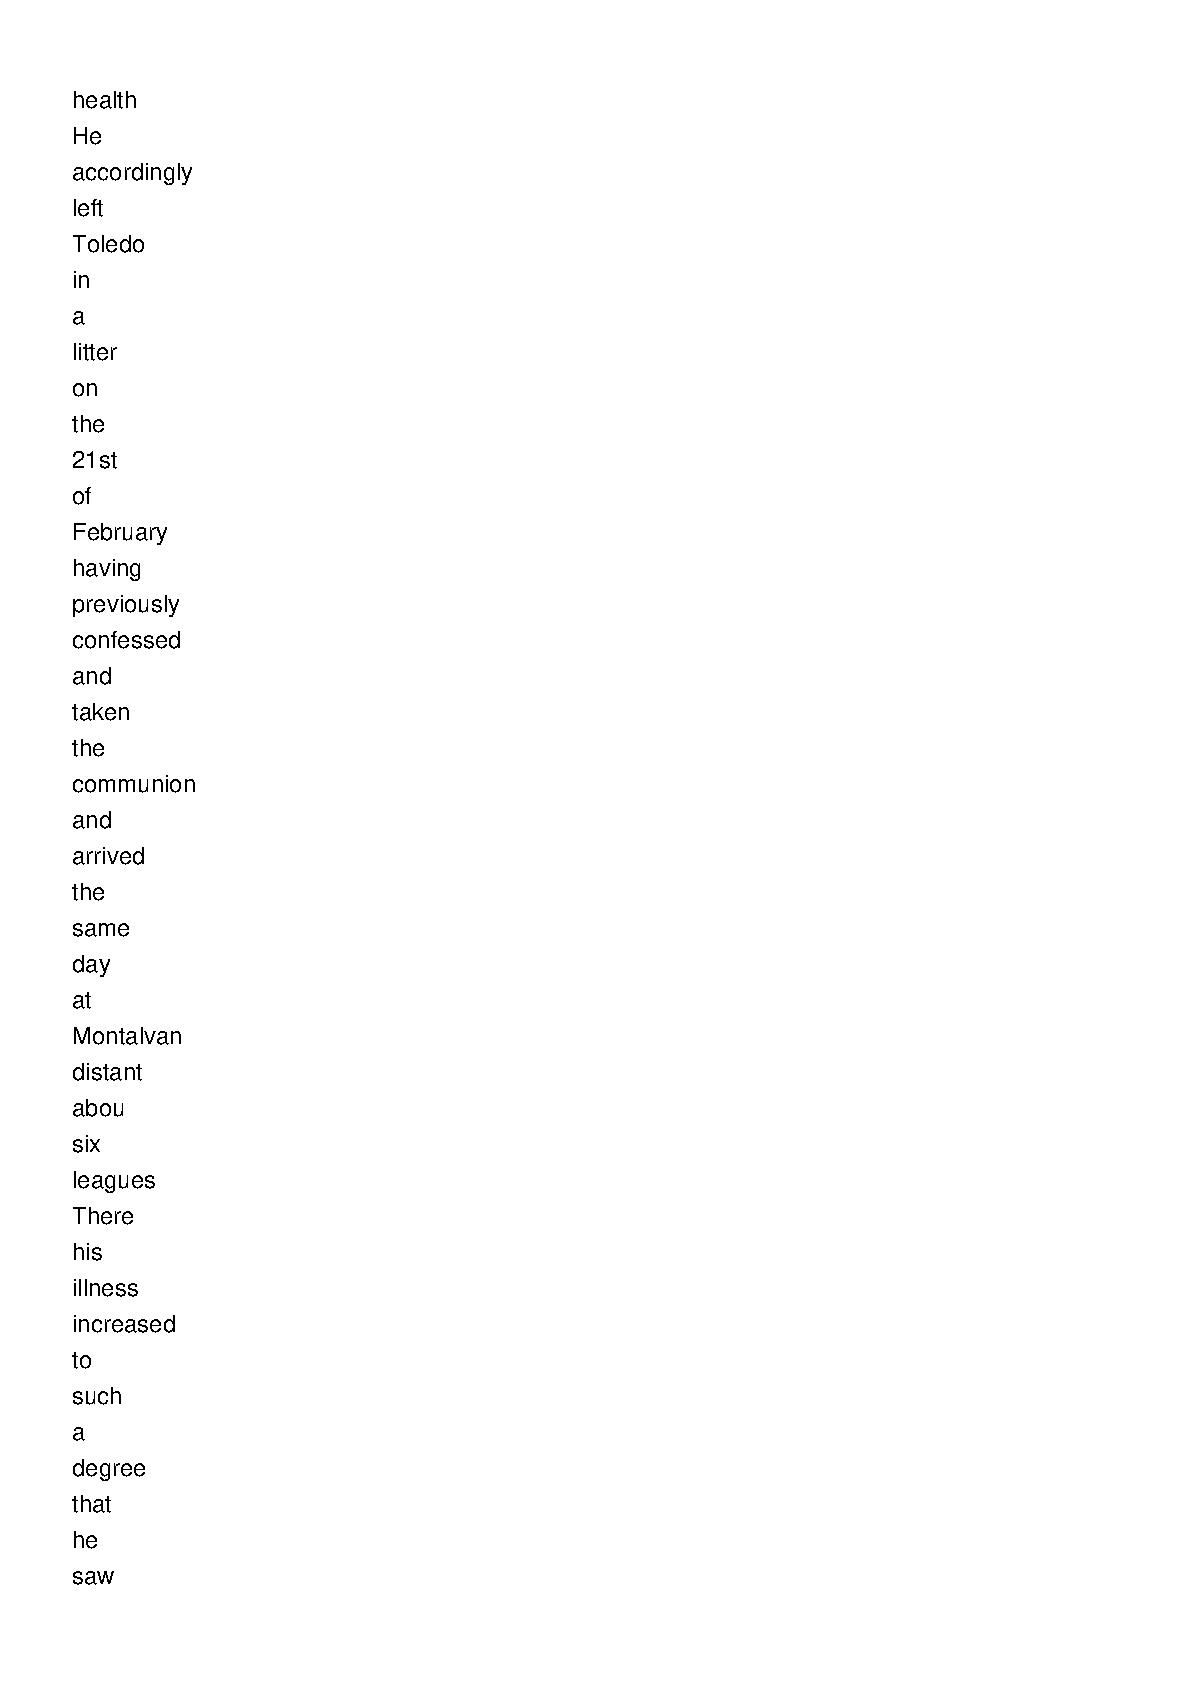 health
He
accordingly
left
Toledo
in
a
litter
on
the
21st
of
February
having
previously
confessed
and
taken
the
communion
and
arrived
the
same
day
at
Montalvan
distant
abou
six
leagues
There
his
illness
increased
to
such
a
degree
that
he
saw